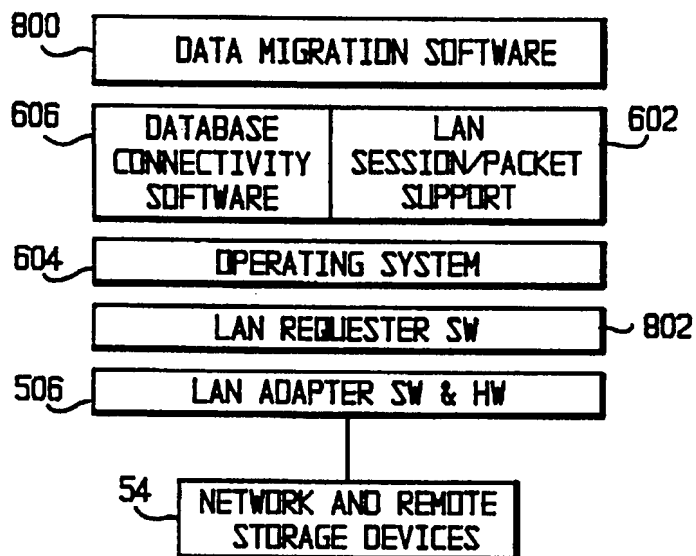 800
DATA MIGRATION SOFTWARE
606
DATABASE
CONNECTIVITY
SOFTWARE
LAN
SESSION/PACKET
SUPPORT
602
604
OPERATING SYSTEM
LAN REQUESTER SW
802
506
LAN ADAPTER SW & HW
54
NETWORK AND REMOTE
STORAGE DEVICES